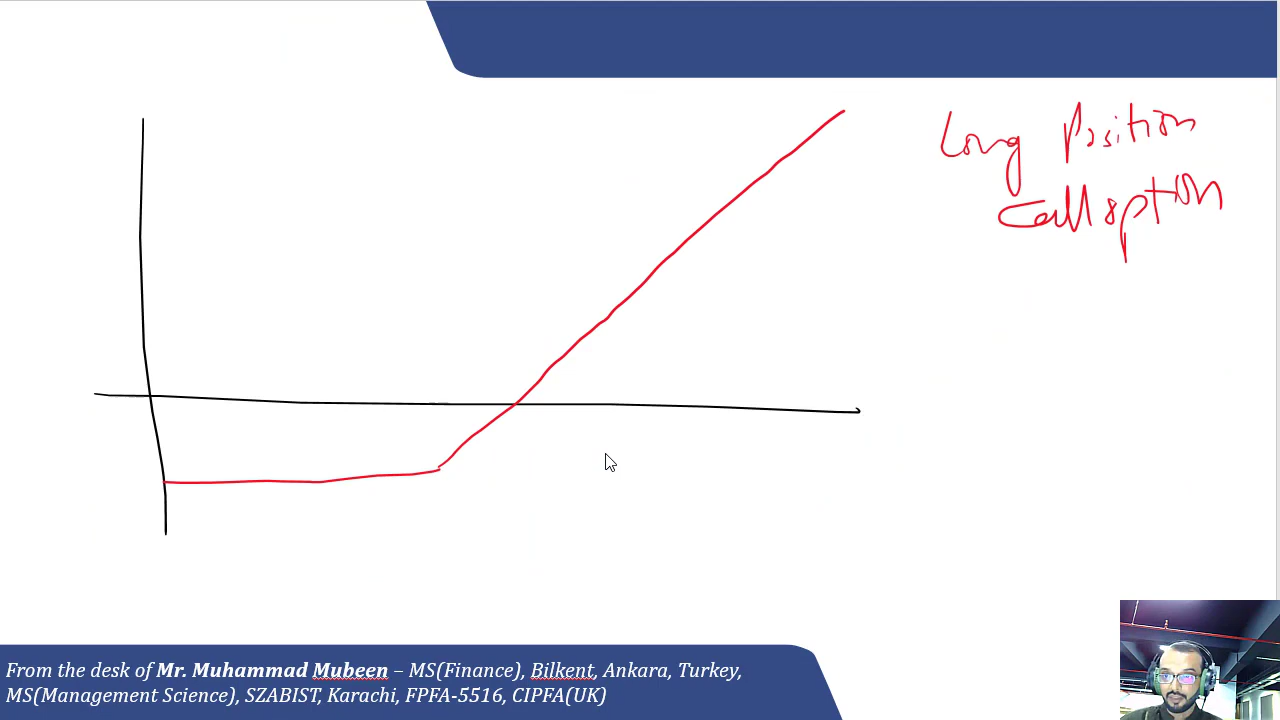 Long Position
Call option
From the desk of Mr. Muhammad Mubeen – MS(Finance), Bilkent, Ankara, Turkey,
MS(Management Science), SZABIST, Karachi, FPFA-5516, CIPFA(UK)